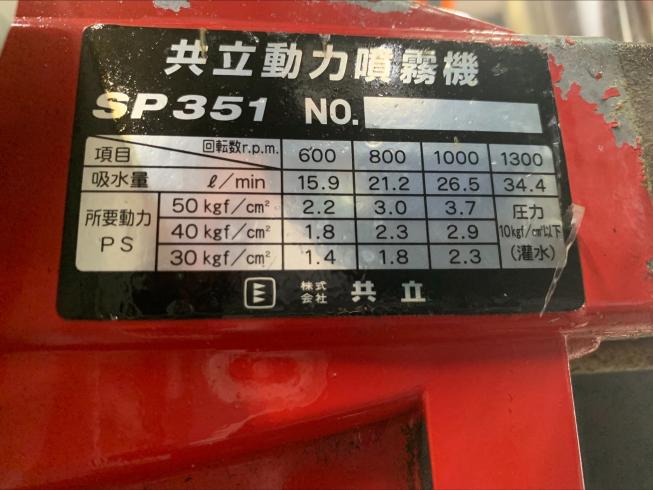 共立動力噴霧機
SP351 NO.
項目 回転数r.p.m. 600 800 1000 1300
吸水量 ℓ/min 15.9 21.2 26.5 34.4
所要動力 PS 50 kgf/cm² 2.2 3.0 3.7 圧力
40 kgf/cm² 1.8 2.3 2.9 10kgf/cm²以下
30 kgf/cm² 1.4 1.8 2.3 (灌水)
株式会社 共立